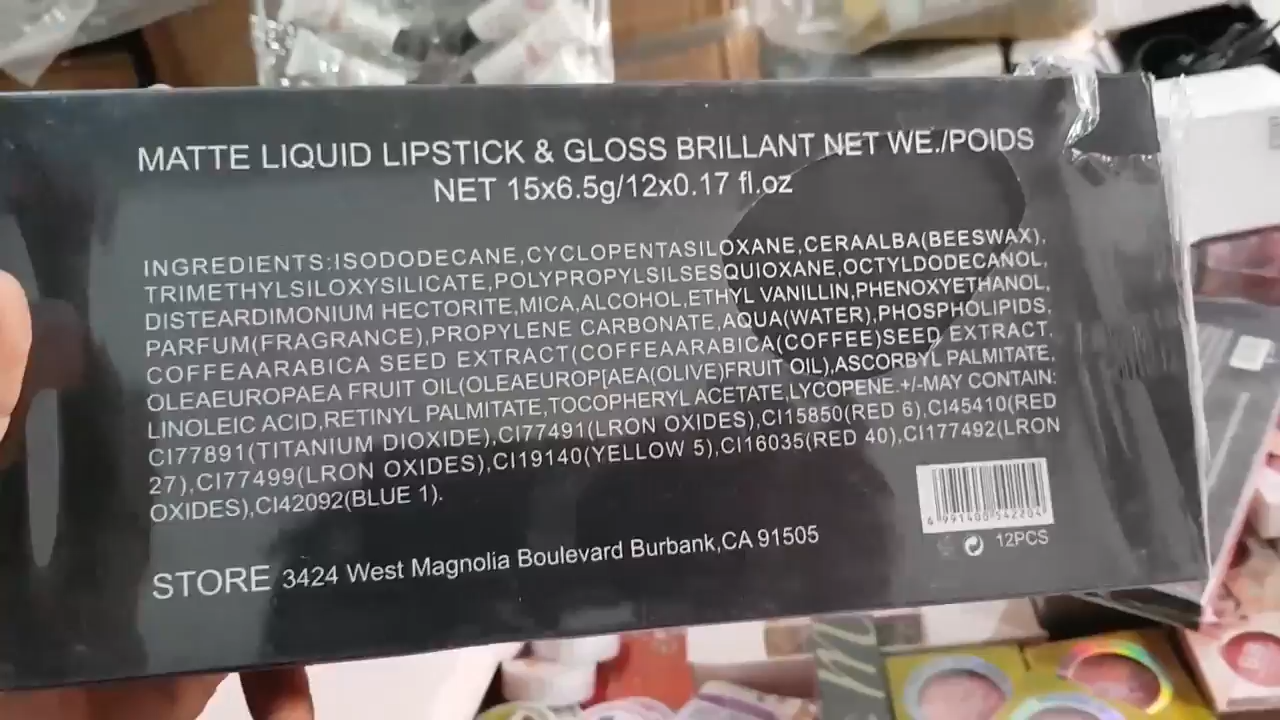 MATTE LIQUID LIPSTICK & GLOSS BRILLANT NET WE./POIDS
NET 15x6.5g/12x0.17 fl.oz
INGREDIENTS:ISODODECANE,CYCLOPENTASILOXANE,CERAALBA(BEESWAX),
TRIMETHYLSILOXYSILICATE,POLYPROPYLSILSESQUIOXANE,OCTYLDODECANOL,
DISTEARDIMONIUM HECTORITE,MICA,ALCOHOL,ETHYL VANILLIN,PHENOXYETHANOL,
PARFUM(FRAGRANCE),PROPYLENE CARBONATE,AQUA(WATER),PHOSPHOLIPIDS,
COFFEAARABICA SEED EXTRACT(COFFEAARABICA(COFFEE)SEED EXTRACT.
OLEAEUROPAEA FRUIT OIL(OLEAEUROP[AEA(OLIVE)FRUIT OIL),ASCORBYL PALMITATE,
LINOLEIC ACID,RETINYL PALMITATE,TOCOPHERYL ACETATE,LYCOPENE.+/-MAY CONTAIN:
CI77891(TITANIUM DIOXIDE),CI77491(LRON OXIDES),CI15850(RED 6),CI45410(RED
27),CI77499(LRON OXIDES),CI19140(YELLOW 5),CI16035(RED 40),CI177492(LRON
OXIDES),CI42092(BLUE 1).
6 991400 542204
12PCS
STORE 3424 West Magnolia Boulevard Burbank,CA 91505
m